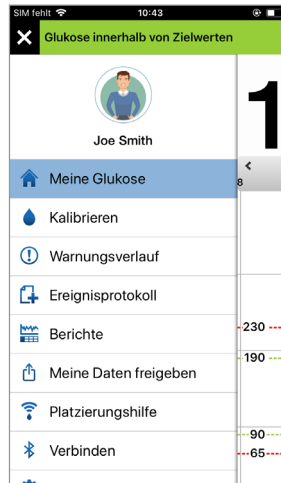 SIM fehlt 10:43
Glukose innerhalb von Zielwerten
Joe Smith
1
Meine Glukose
8
Kalibrieren
Warnungsverlauf
Ereignisprotokoll
230
Berichte
190
Meine Daten freigeben
Platzierungshilfe
90
Verbinden
65